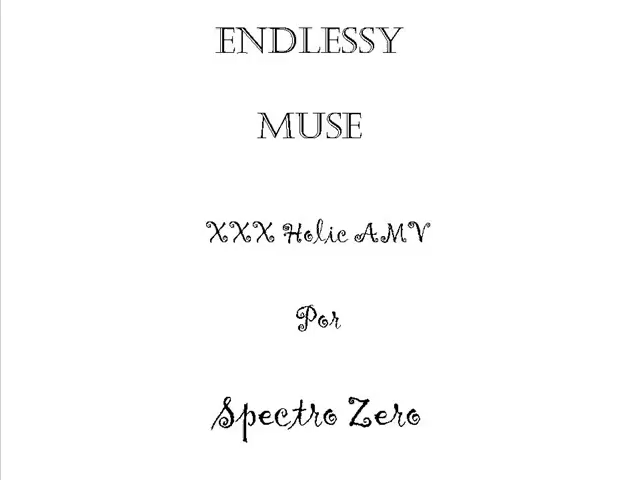 ENDLESSY
MUSE
XXX Holic AMV
Por
Spectro Zero